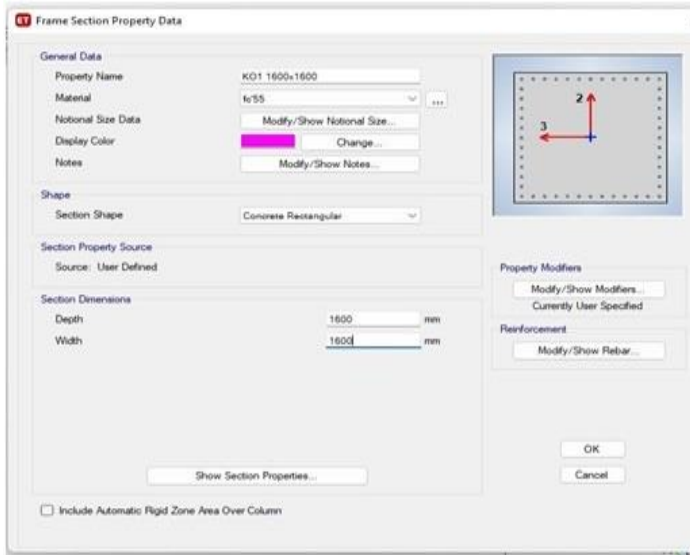 ET Frame Section Property Data
General Data
Property Name KO1 1600x1600
Material fc'55 ...
Notional Size Data Modify/Show Notional Size...
Display Color Change...
Notes Modify/Show Notes...
Shape
Section Shape Concrete Rectangular
Section Property Source
Source: User Defined
Section Dimensions
Depth 1600 mm
Width 1600 mm
Show Section Properties...
Include Automatic Rigid Zone Area Over Column
2
3
Property Modifiers
Modify/Show Modifiers...
Currently User Specified
Reinforcement
Modify/Show Rebar...
OK
Cancel